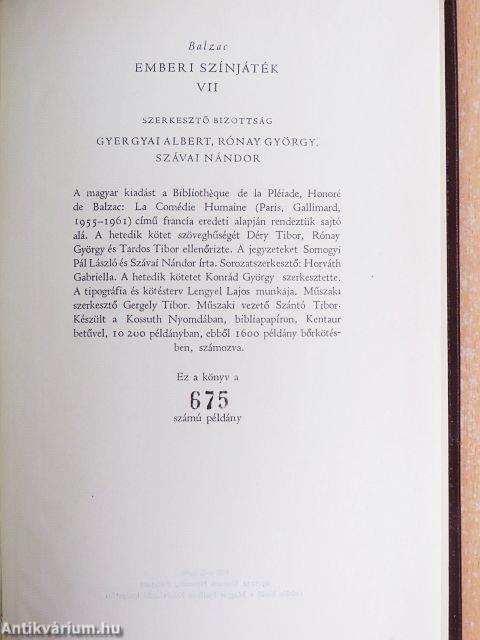 Balzac
EMBERI SZÍNJÁTÉK
VII
SZERKESZTŐ BIZOTTSÁG
GYERGYAI ALBERT, RÓNAY GYÖRGY,
SZÁVAI NÁNDOR
A magyar kiadást a Bibliothèque de la Pléiade, Honoré
de Balzac: La Comédie Humaine (Paris, Gallimard,
1955–1961) című francia eredeti alapján rendeztük sajtó
alá. A hetedik kötet szöveghűségét Déry Tibor, Rónay
György és Tardos Tibor ellenőrizte. A jegyzeteket Somogyi
Pál László és Szávai Nándor írta. Sorozatszerkesztő: Horváth
Gabriella. A hetedik kötetet Konrád György szerkesztette.
A tipográfia és kötésterv Lengyel Lajos munkája. Műszaki
szerkesztő Gergely Tibor. Műszaki vezető Szántó Tibor.
Készült a Kossuth Nyomdában, bibliapapíron, Kentaur
betűvel, 10 200 példányban, ebből 1600 példány bőrkötés-
ben, számozva.
Ez a könyv a
675
számú példány
Antikvárium.hu